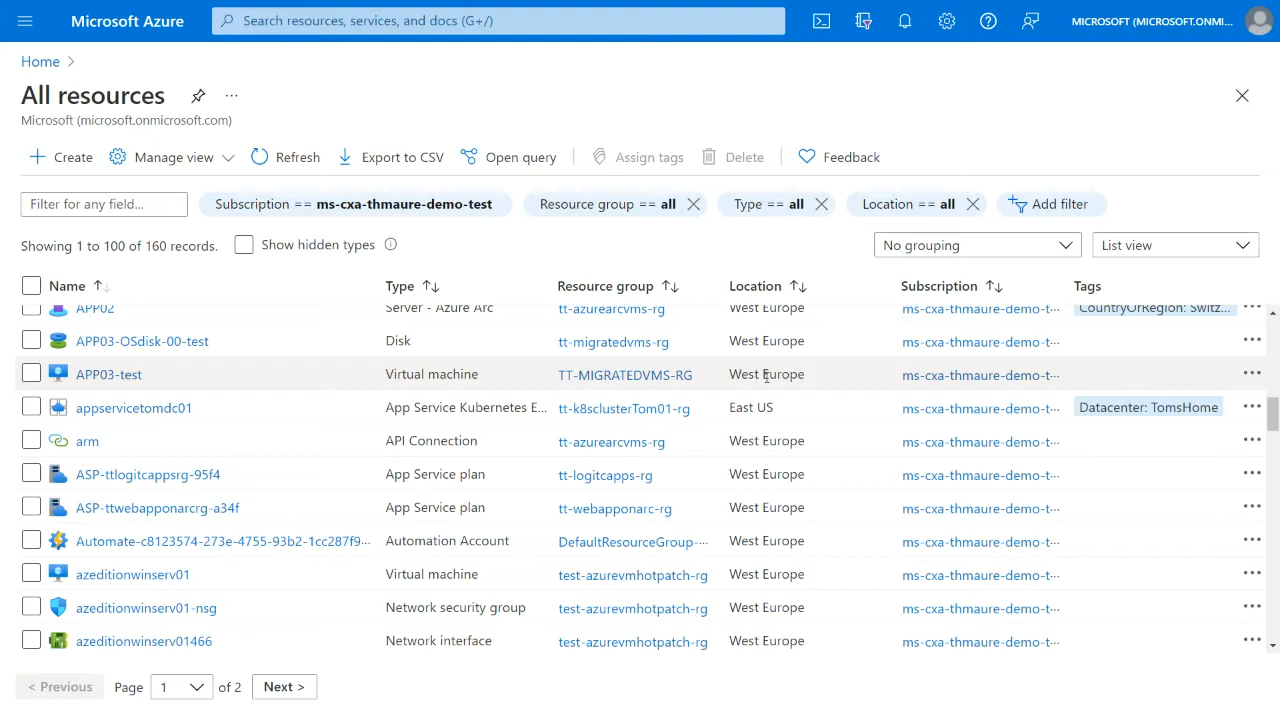 Microsoft Azure
Search resources, services, and docs (G+/)
MICROSOFT (MICROSOFT.ONMI...
Home
All resources
Microsoft (microsoft.onmicrosoft.com)
Create Manage view Refresh Export to CSV Open query Assign tags Delete Feedback
Filter for any field... Subscription == ms-cxa-thmaure-demo-test Resource group == all Type == all Location == all Add filter
Showing 1 to 100 of 160 records. Show hidden types No grouping List view
Name Type Resource group Location Subscription Tags
APP02 Server - Azure Arc tt-azurearcvms-rg West Europe ms-cxa-thmaure-demo-t··· CountryOrRegion: Switz...
APP03-OSdisk-00-test Disk tt-migratedvms-rg West Europe ms-cxa-thmaure-demo-t···
APP03-test Virtual machine TT-MIGRATEDVMS-RG West Europe ms-cxa-thmaure-demo-t···
appservicetomdc01 App Service Kubernetes E... tt-k8sclusterTom01-rg East US ms-cxa-thmaure-demo-t··· Datacenter: TomsHome
arm API Connection tt-azurearcvms-rg West Europe ms-cxa-thmaure-demo-t···
ASP-ttlogitcappsrg-95f4 App Service plan tt-logitcapps-rg West Europe ms-cxa-thmaure-demo-t···
ASP-ttwebapponarcrg-a34f App Service plan tt-webapponarc-rg West Europe ms-cxa-thmaure-demo-t···
Automate-c8123574-273e-4755-93b2-1cc287f9··· Automation Account DefaultResourceGroup-··· West Europe ms-cxa-thmaure-demo-t···
azeditionwinserv01 Virtual machine test-azurevmhotpatch-rg West Europe ms-cxa-thmaure-demo-t···
azeditionwinserv01-nsg Network security group test-azurevmhotpatch-rg West Europe ms-cxa-thmaure-demo-t···
azeditionwinserv01466 Network interface test-azurevmhotpatch-rg West Europe ms-cxa-thmaure-demo-t···
< Previous Page 1 of 2 Next >